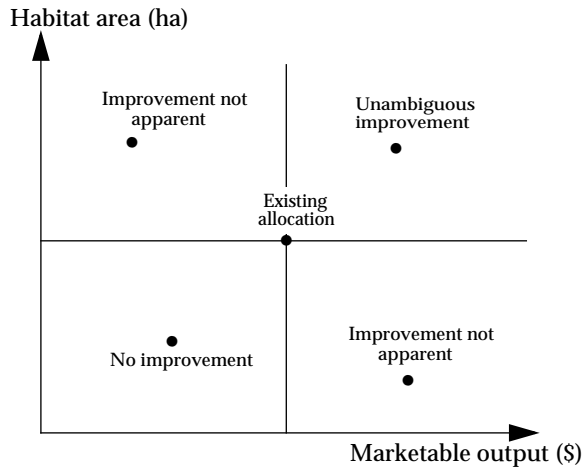 Habitat area (ha)
Improvement not
apparent
Unambiguous
improvement
Existing
allocation
No improvement
Improvement not
apparent
Marketable output ($)